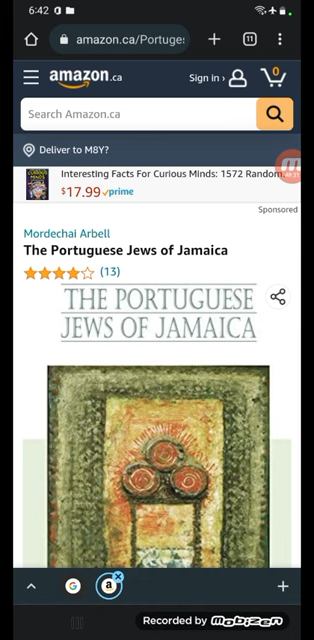 6:42
amazon.ca/Portugue
11
amazon.ca
Sign in ›
0
Search Amazon.ca
Deliver to M8Y?
Interesting Facts For Curious Minds: 1572 Random
$17.99 prime
Sponsored
Mordechai Arbell
The Portuguese Jews of Jamaica
(13)
THE PORTUGUESE
JEWS OF JAMAICA
Recorded by mobizen